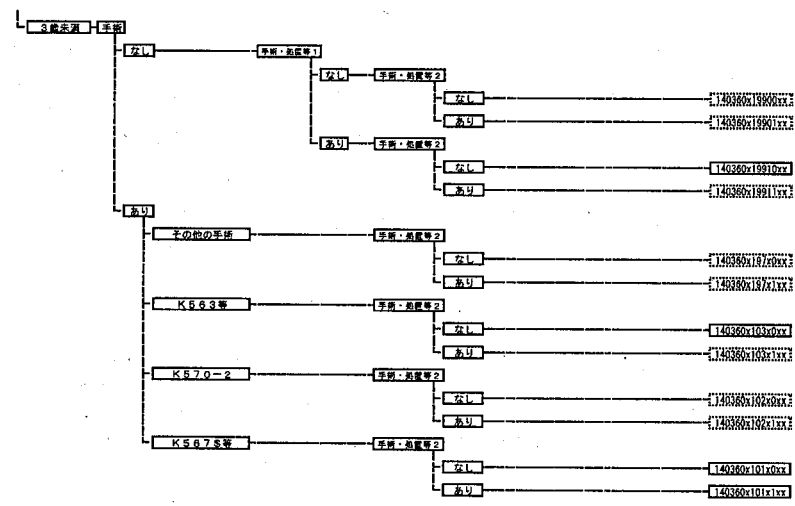 3歳未満 手術
なし 手術・処置等1
なし 手術・処置等2
なし 140360x19900xx
あり 140360x19901xx
あり 手術・処置等2
なし 140360x19910xx
あり 140360x19911xx
あり
その他の手術 手術・処置等2
なし 140360x197x0xx
あり 140360x197x1xx
K563等 手術・処置等2
なし 140360x103x0xx
あり 140360x103x1xx
K570-2 手術・処置等2
なし 140360x102x0xx
あり 140360x102x1xx
K567$等 手術・処置等2
なし 140360x101x0xx
あり 140360x101x1xx